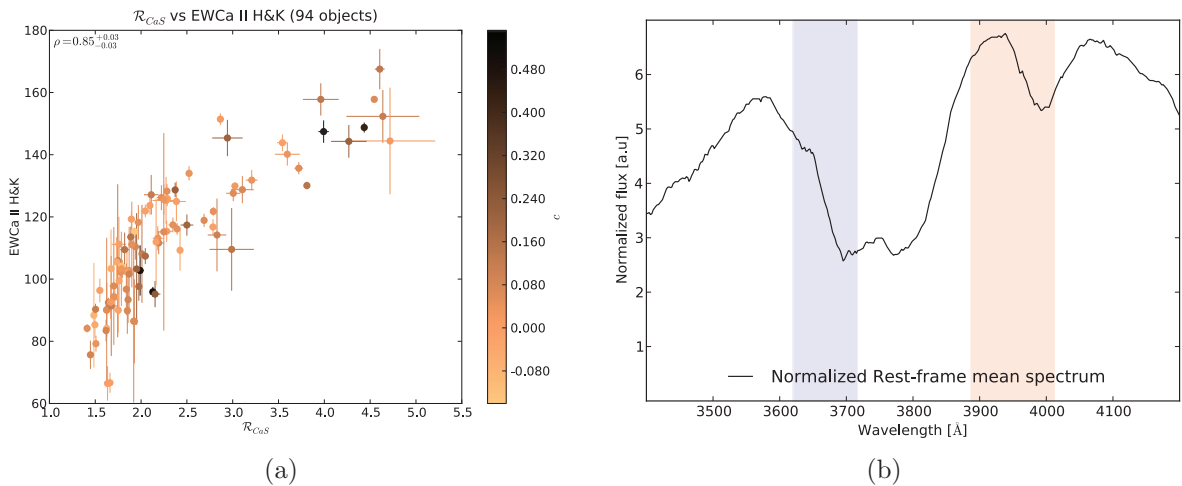 R_CaS vs EWCa II H&K (94 objects)
ρ=0.85^{+0.03}_{-0.03}
EWCa II H&K
180
160
140
120
100
80
60
1.0 1.5 2.0 2.5 3.0 3.5 4.0 4.5 5.0 5.5
R_CaS
0.480
0.400
0.320
0.240
0.160
0.080
0.000
-0.080
c
(a)
Normalized flux [a.u]
6
5
4
3
2
1
Normalized Rest-frame mean spectrum
3500 3600 3700 3800 3900 4000 4100
Wavelength [Å]
(b)